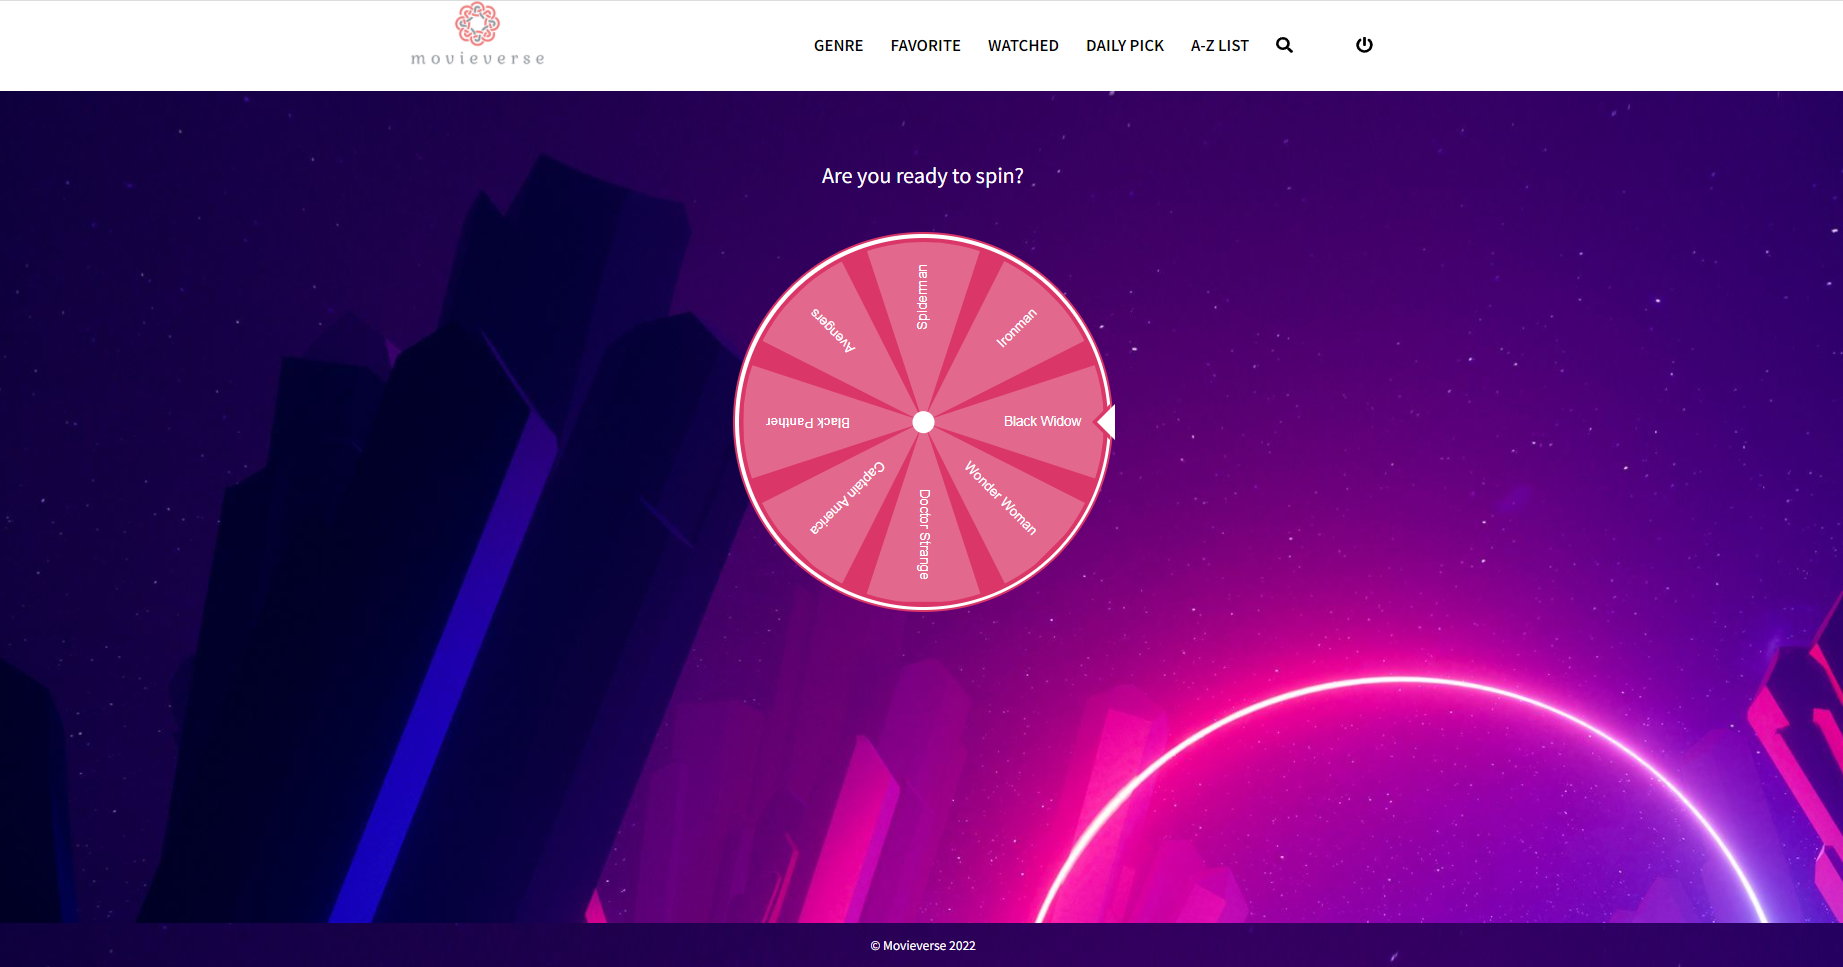 movieverse
GENRE
FAVORITE
WATCHED
DAILY PICK
A-Z LIST
Are you ready to spin?
Spiderman
Ironman
Black Widow
Wonder Woman
Doctor Strange
Captain America
Black Panther
Avengers
© Movieverse 2022